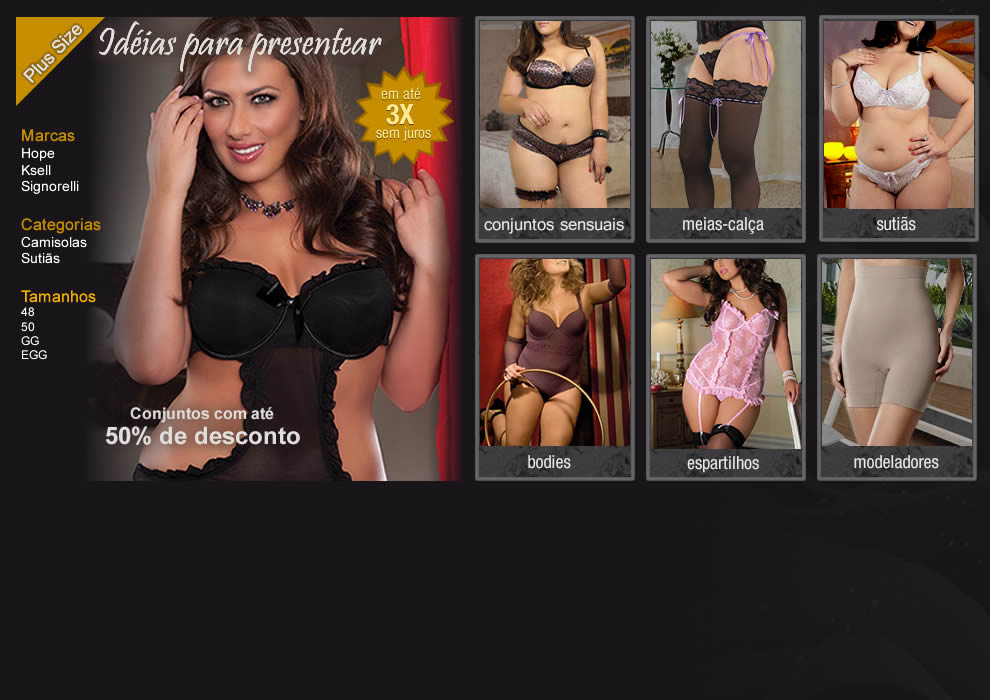 Plus Size
Idéias para presentear
em até
3X
sem juros
Marcas
Hope
Ksell
Signorelli
Categorias
Camisolas
Sutiãs
Tamanhos
48
50
GG
EGG
Conjuntos com até
50% de desconto
conjuntos sensuais
meias-calça
sutiãs
bodies
espartilhos
modeladores